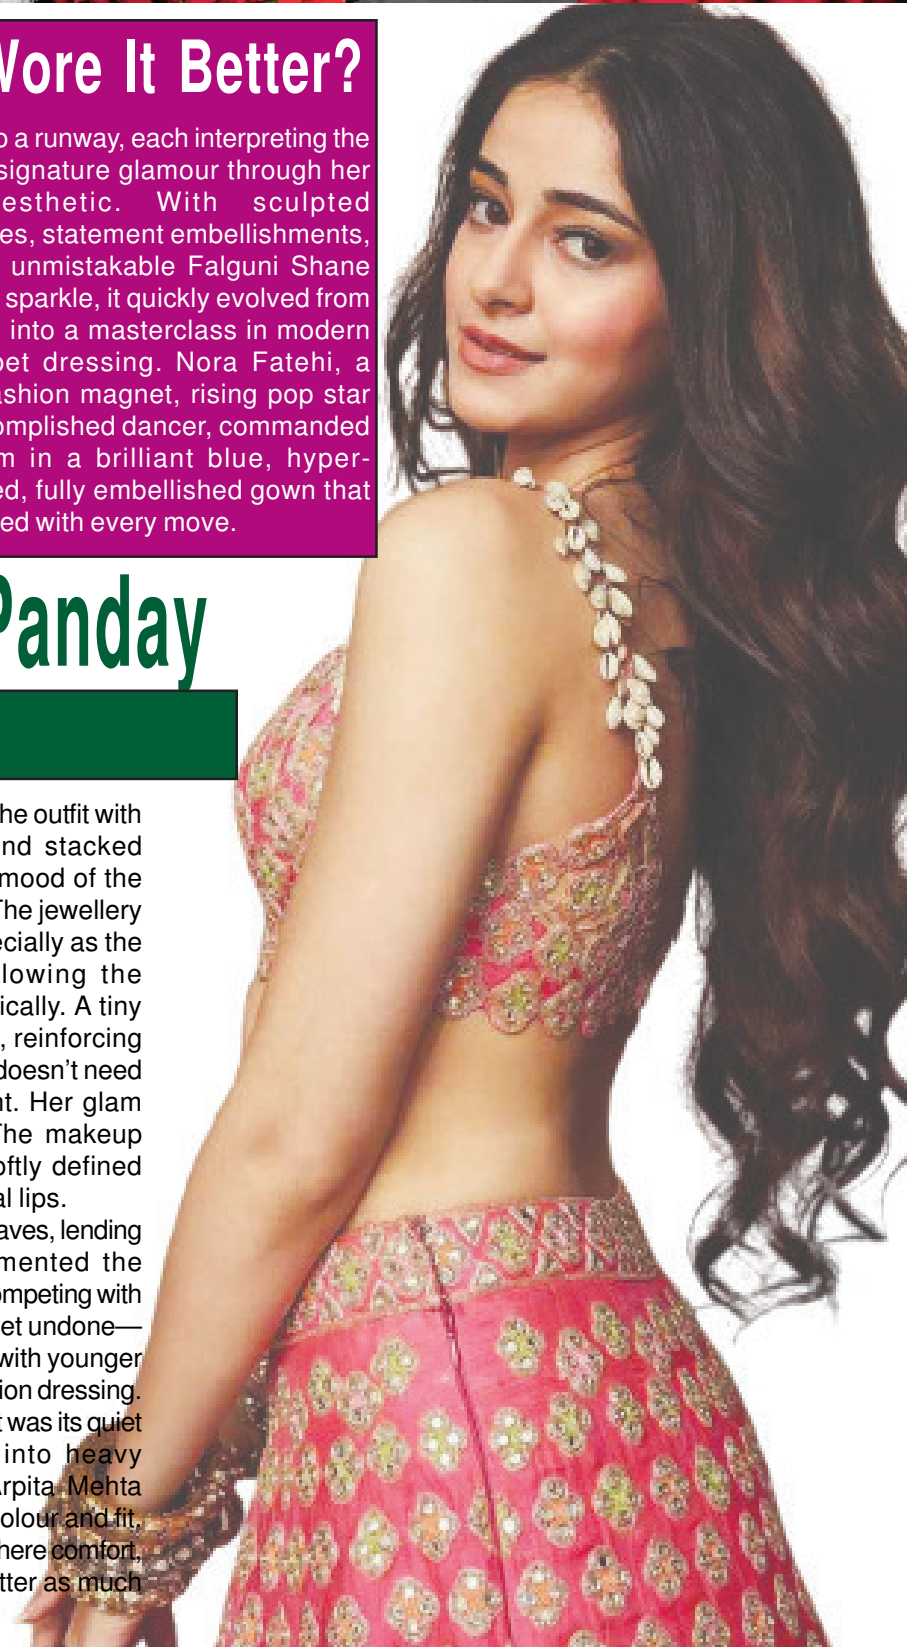 Wore It Better?
o a runway, each interpreting the
signature glamour through her
esthetic. With sculpted
es, statement embellishments,
unmistakable Falguni Shane
sparkle, it quickly evolved from
into a masterclass in modern
pet dressing. Nora Fatehi, a
ashion magnet, rising pop star
omplished dancer, commanded
m in a brilliant blue, hyper-
ed, fully embellished gown that
ed with every move.
Panday
he outfit with
nd stacked
mood of the
The jewellery
ecially as the
lowing the
ically. A tiny
, reinforcing
doesn't need
nt. Her glam
The makeup
oftly defined
al lips.
aves, lending
mented the
ompeting with
et undone—
with younger
ion dressing.
t was its quiet
into heavy
Arpita Mehta
olour and fit,
here comfort,
tter as much